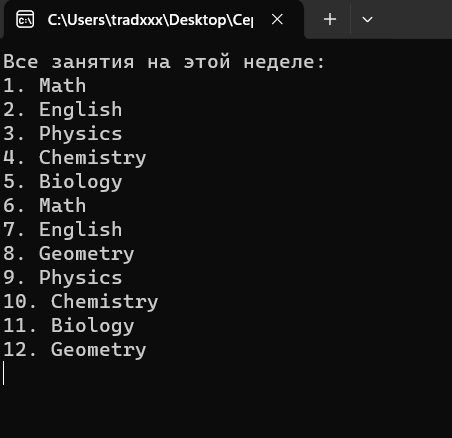 C:\Users\tradxxx\Desktop\Cep
Все занятия на этой неделе:
1. Math
2. English
3. Physics
4. Chemistry
5. Biology
6. Math
7. English
8. Geometry
9. Physics
10. Chemistry
11. Biology
12. Geometry